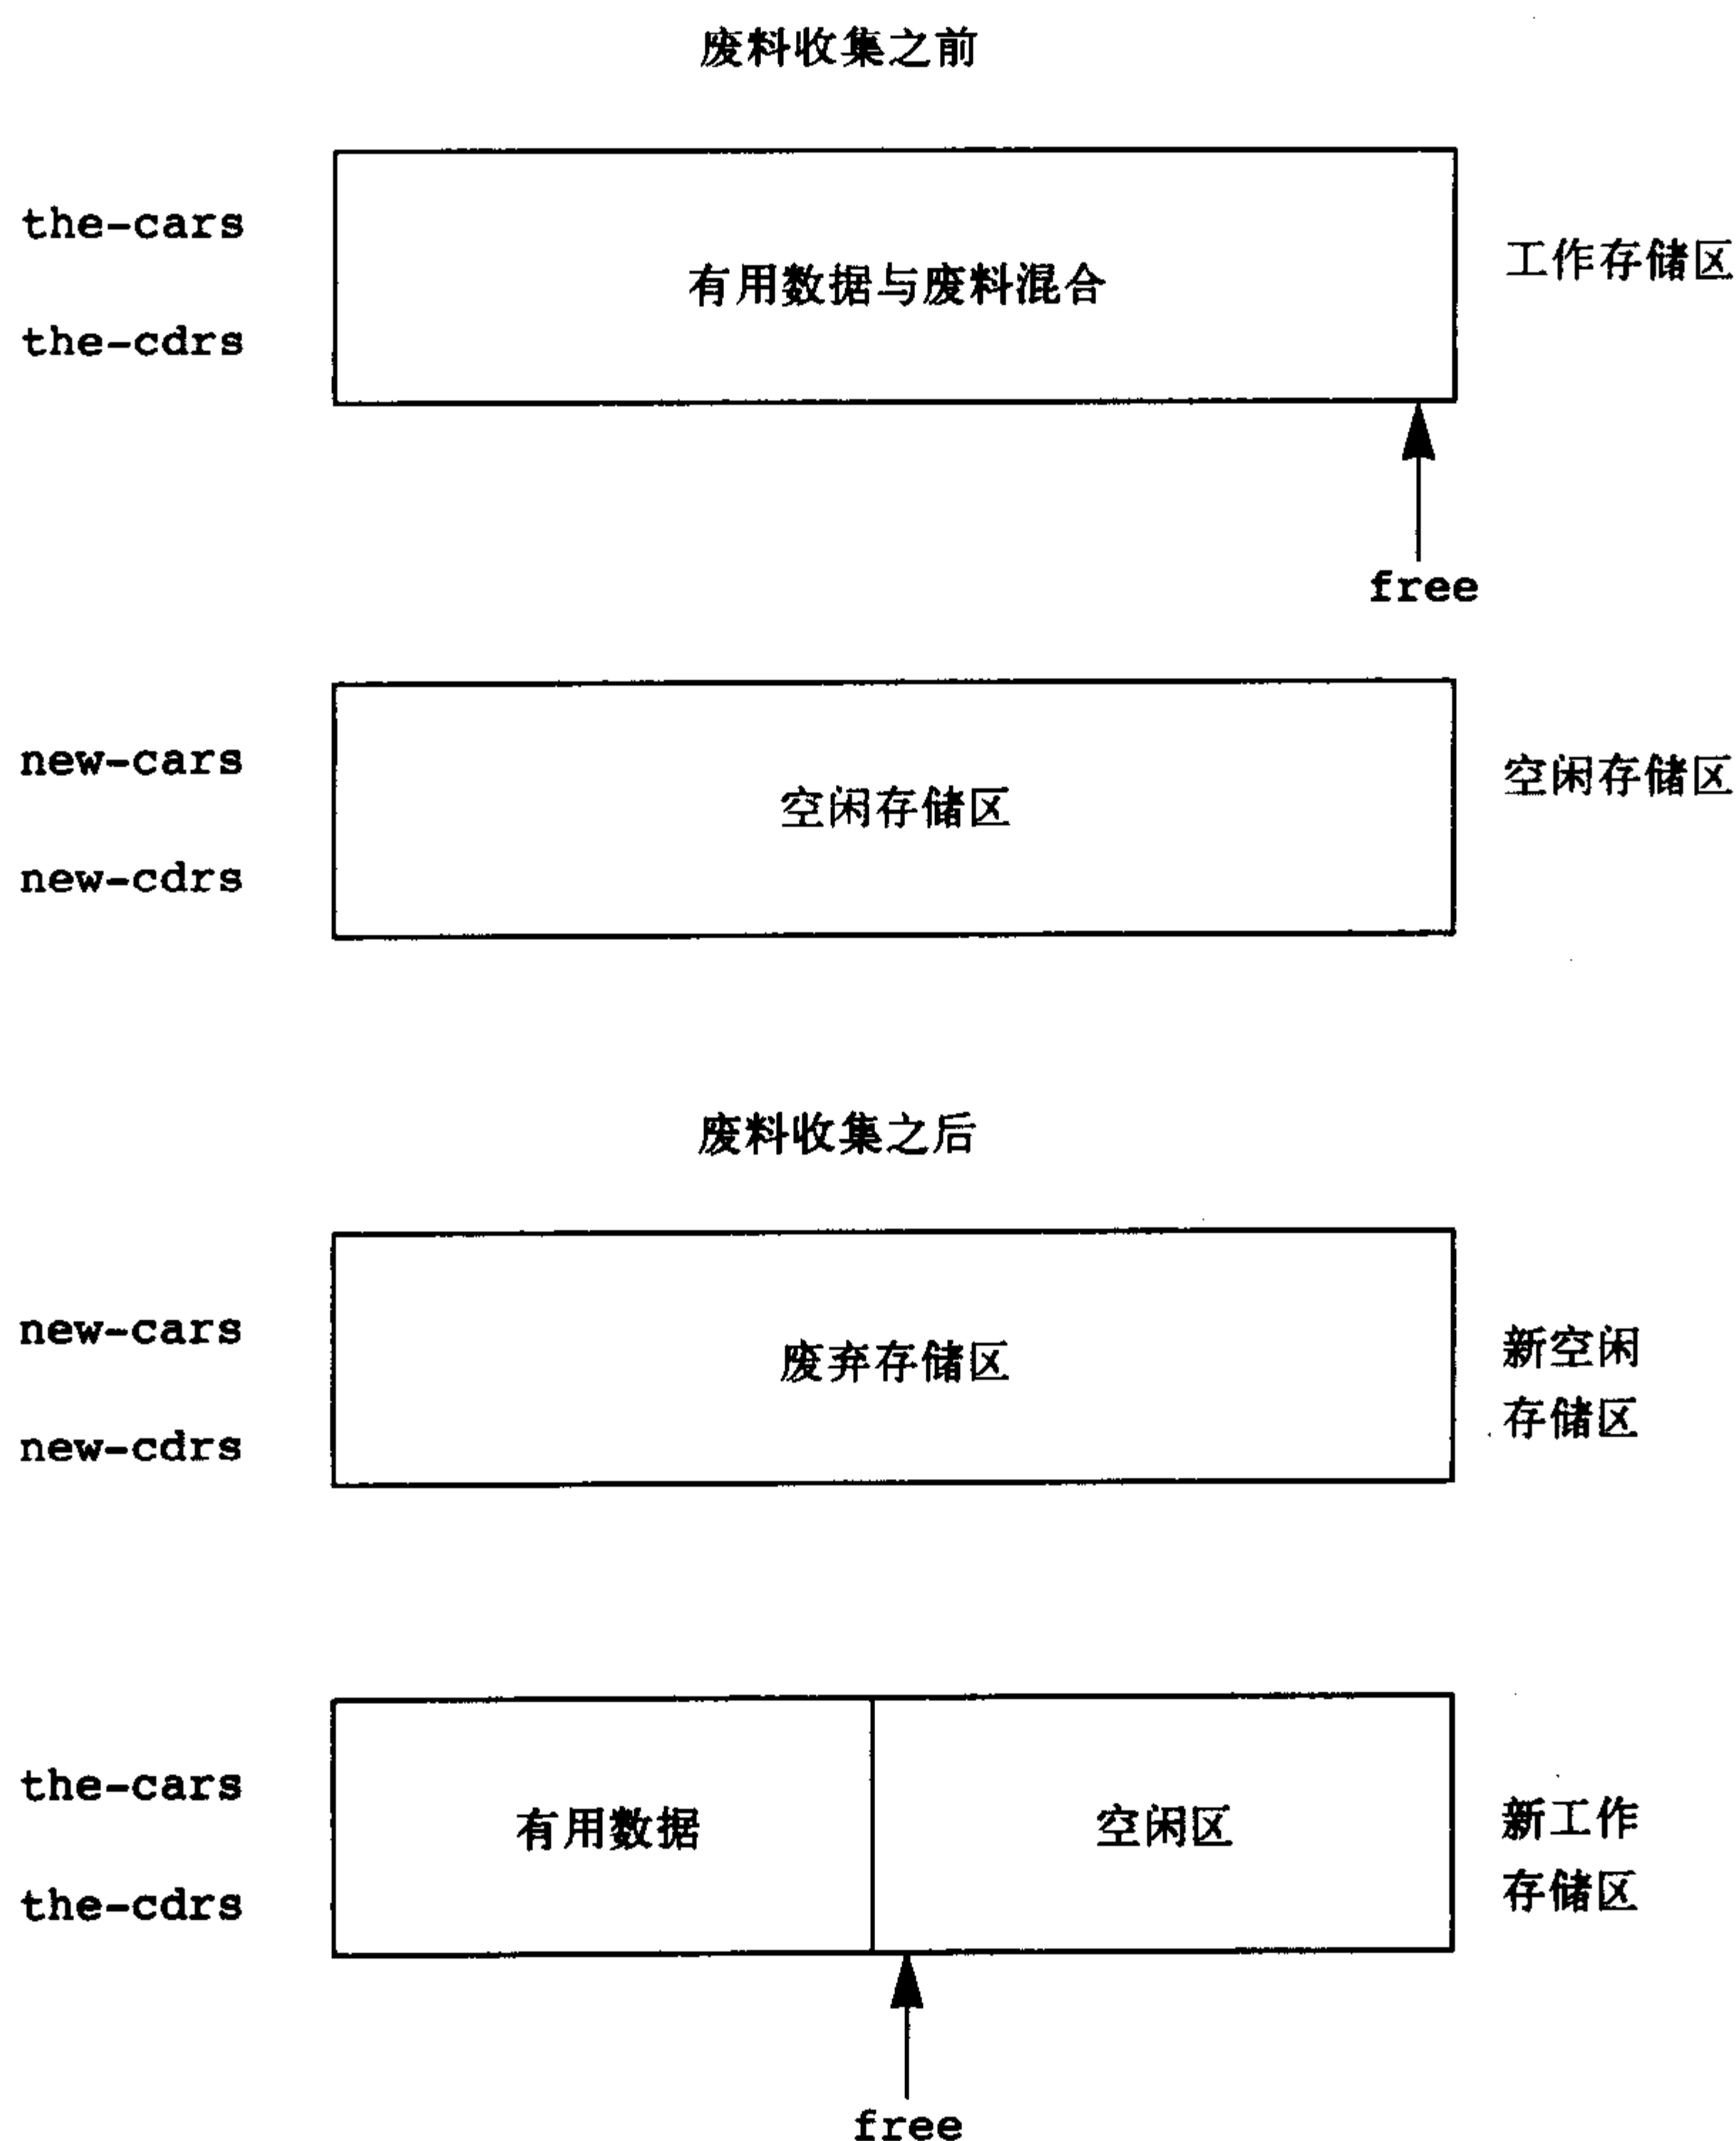 废料收集之前
the-cars
有用数据与废料混合
工作存储区
the-cdrs
free
new-cars
空闲存储区
空闲存储区
new-cdrs
废料收集之后
new-cars
废弃存储区
新空闲
存储区
new-cdrs
the-cars
有用数据
空闲区
新工作
存储区
the-cdrs
free